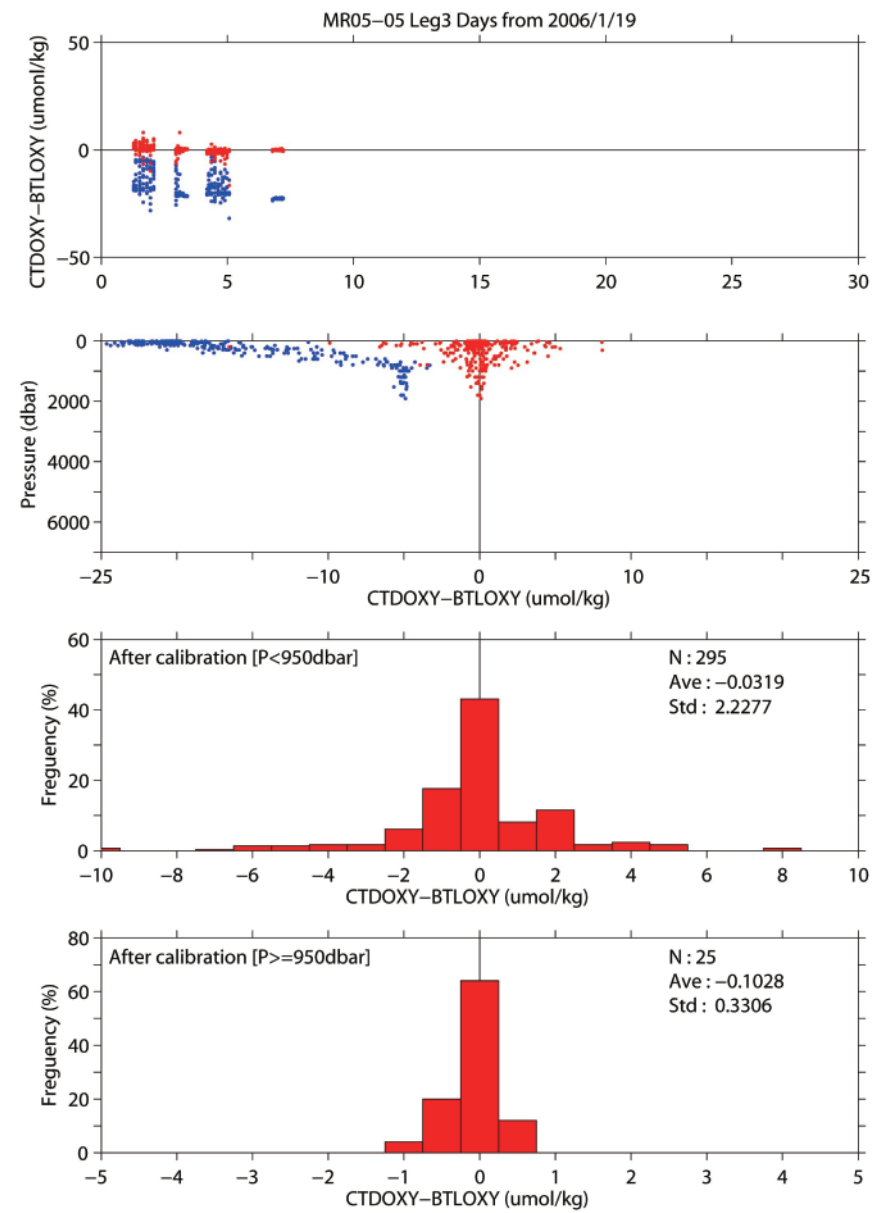 MR05−05 Leg3 Days from 2006/1/19
CTDOXY−BTLOXY (umonl/kg)
50
0
−50
0 5 10 15 20 25 30
Pressure (dbar)
0
2000
4000
6000
−25 −10 0 10 25
CTDOXY−BTLOXY (umol/kg)
Freguency (%)
60
40
20
0
After calibration [P<950dbar]
N : 295
Ave : −0.0319
Std : 2.2277
−10 −8 −6 −4 −2 0 2 4 6 8 10
CTDOXY−BTLOXY (umol/kg)
Freguency (%)
80
60
40
20
0
After calibration [P>=950dbar]
N : 25
Ave : −0.1028
Std : 0.3306
−5 −4 −3 −2 −1 0 1 2 3 4 5
CTDOXY−BTLOXY (umol/kg)